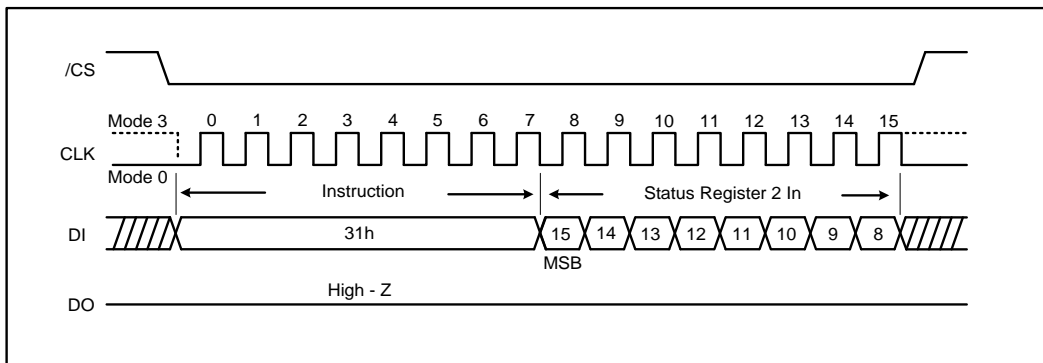 /CS
Mode 3 0 1 2 3 4 5 6 7 8 9 10 11 12 13 14 15
CLK
Mode 0
Instruction Status Register 2 In
DI 31h 15 14 13 12 11 10 9 8
MSB
High - Z
DO